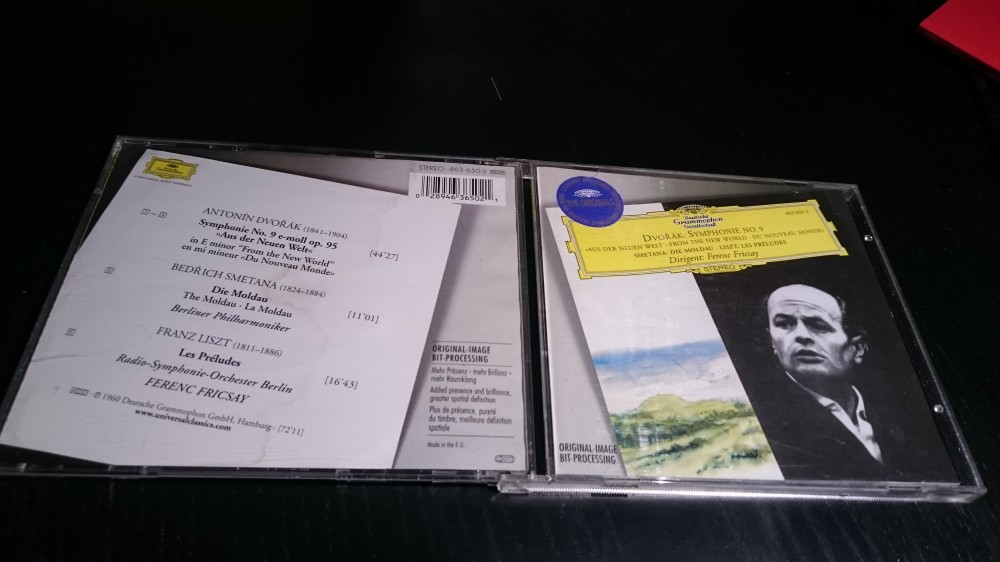 STEREO 463 650-2
0 28946 36502 1
ANTONÍN DVOŘÁK (1841–1904)
Symphonie No. 9 e-moll op. 95
»Aus der Neuen Welt«
in E minor "From the New World"
en mi mineur «Du Nouveau Monde»
[44'27]
BEDŘICH SMETANA (1824–1884)
Die Moldau
The Moldau · La Moldau
[11'01]
Berliner Philharmoniker
FRANZ LISZT (1811–1886)
Les Préludes
[16'43]
Radio-Symphonie-Orchester Berlin
FERENC FRICSAY
℗ 1960 Deutsche Grammophon GmbH, Hamburg · [72'11]
www.universalclassics.com
ORIGINAL-IMAGE
BIT-PROCESSING
Mehr Präsenz - mehr Brillanz -
mehr Raumklang
Added presence and brilliance,
greater spatial definition
Plus de présence, pureté
du timbre, meilleure définition
spatiale
Made in the E.U.
THE ORIGINALS
Deutsche
Grammophon
Gesellschaft
463 650-2
DVOŘÁK: SYMPHONIE NO. 9
»AUS DER NEUEN WELT« · FROM THE NEW WORLD · DU NOUVEAU MONDE
SMETANA: DIE MOLDAU · LISZT: LES PRÉLUDES
Dirigent: Ferenc Fricsay
STEREO
ORIGINAL-IMAGE
BIT-PROCESSING